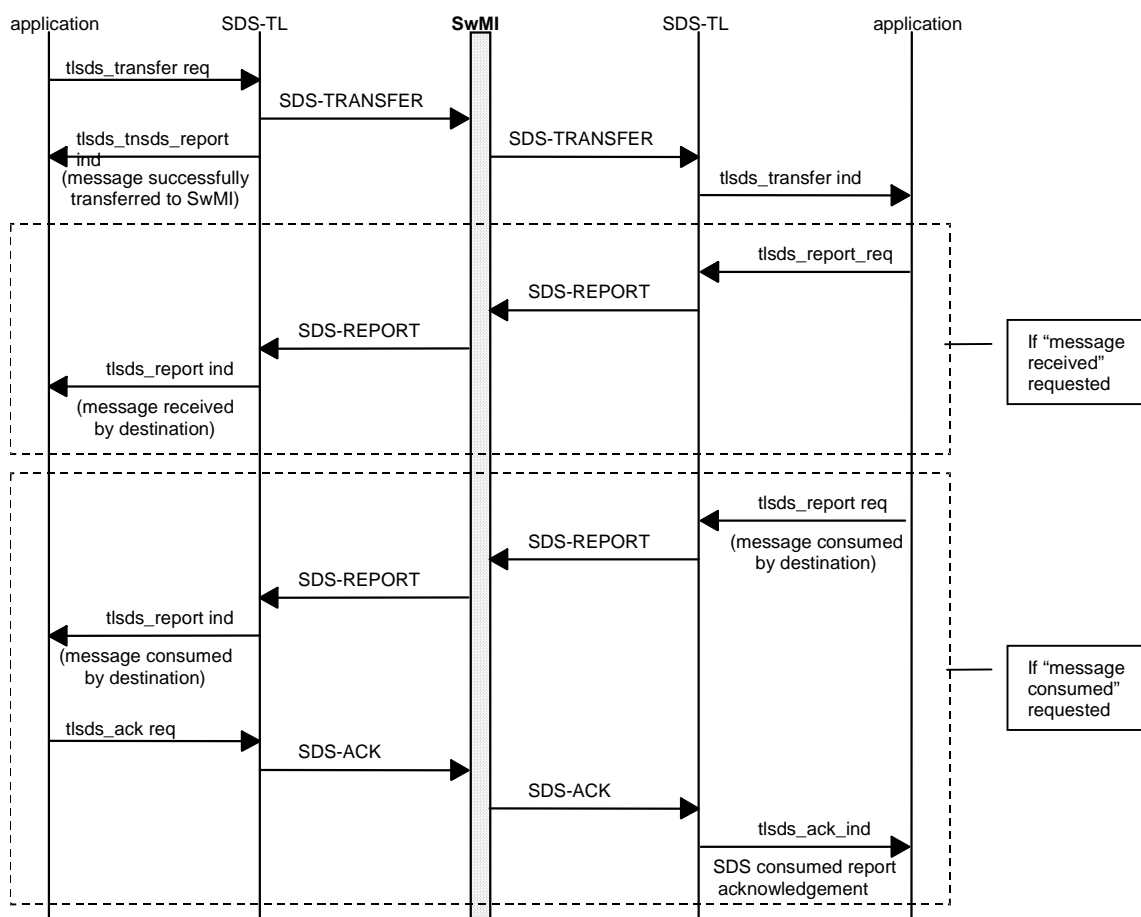 application
SDS-TL
SwMI
SDS-TL
application
tlsds_transfer req
SDS-TRANSFER
tlsds_tnsds_report
ind
(message successfully
transferred to SwMI)
SDS-TRANSFER
tlsds_transfer ind
tlsds_report_req
SDS-REPORT
SDS-REPORT
tlsds_report ind
(message received
by destination)
If “message
received”
requested
tlsds_report req
(message consumed
by destination)
SDS-REPORT
SDS-REPORT
tlsds_report ind
(message consumed
by destination)
If “message
consumed”
requested
tlsds_ack req
SDS-ACK
SDS-ACK
tlsds_ack_ind
SDS consumed report
acknowledgement